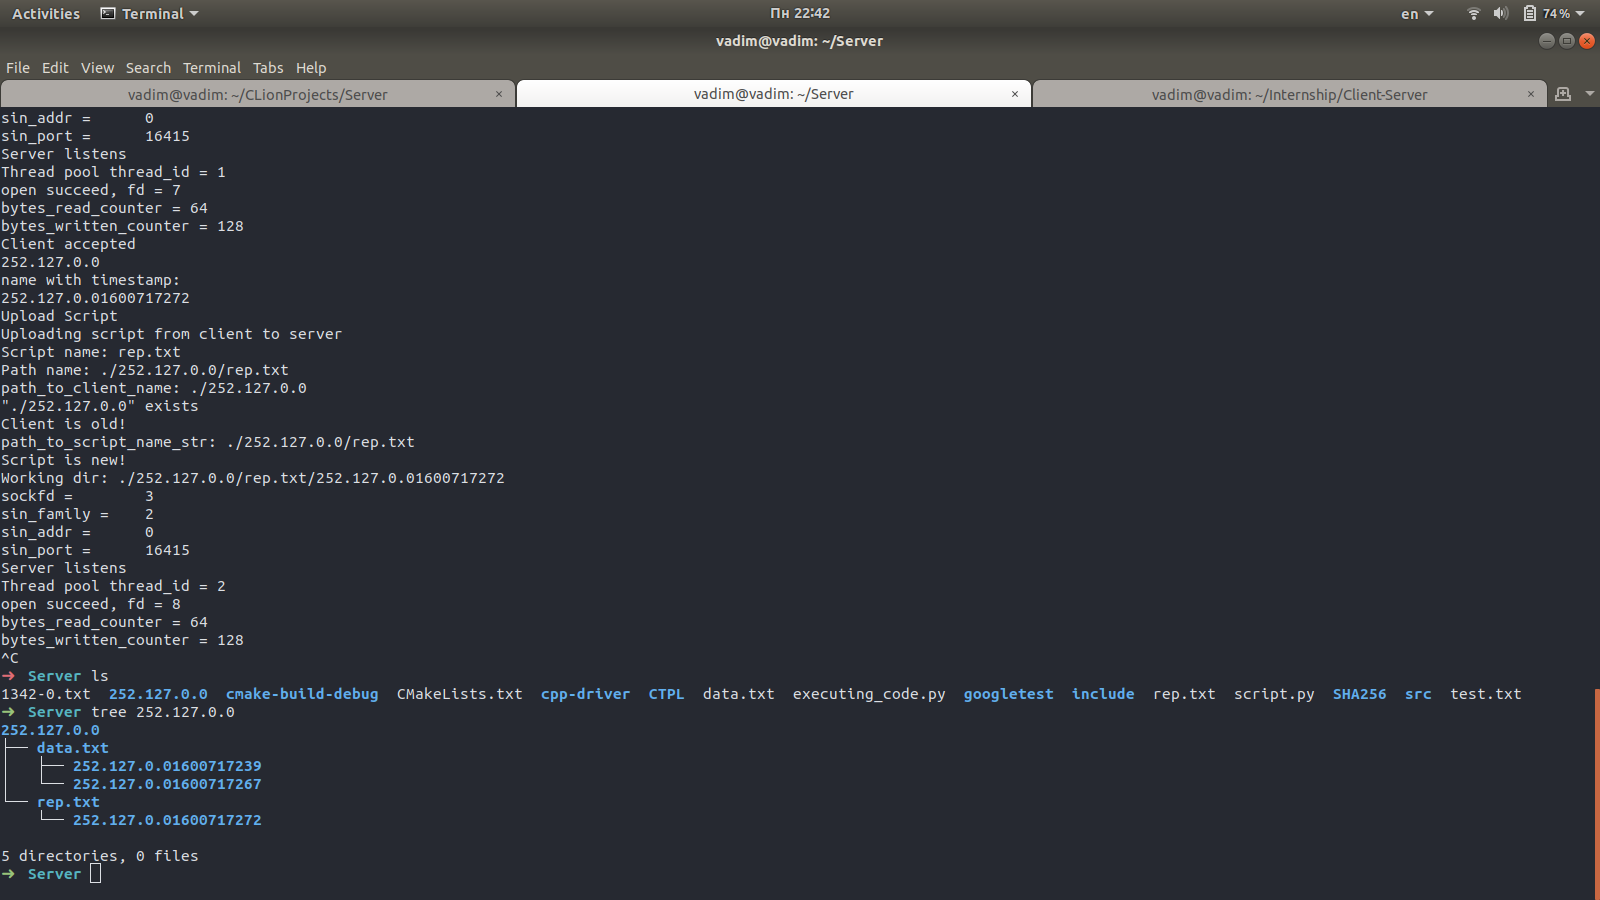 Activities Terminal Пн 22:42 en 74%
vadim@vadim: ~/Server
File Edit View Search Terminal Tabs Help
vadim@vadim: ~/CLionProjects/Server × vadim@vadim: ~/Server × vadim@vadim: ~/Internship/Client-Server ×
sin_addr = 0
sin_port = 16415
Server listens
Thread pool thread_id = 1
open succeed, fd = 7
bytes_read_counter = 64
bytes_written_counter = 128
Client accepted
252.127.0.0
name with timestamp:
252.127.0.01600717272
Upload Script
Uploading script from client to server
Script name: rep.txt
Path name: ./252.127.0.0/rep.txt
path_to_client_name: ./252.127.0.0
"./252.127.0.0" exists
Client is old!
path_to_script_name_str: ./252.127.0.0/rep.txt
Script is new!
Working dir: ./252.127.0.0/rep.txt/252.127.0.01600717272
sockfd = 3
sin_family = 2
sin_addr = 0
sin_port = 16415
Server listens
Thread pool thread_id = 2
open succeed, fd = 8
bytes_read_counter = 64
bytes_written_counter = 128
^C
➜ Server ls
1342-0.txt 252.127.0.0 cmake-build-debug CMakeLists.txt cpp-driver CTPL data.txt executing_code.py googletest include rep.txt script.py SHA256 src test.txt
➜ Server tree 252.127.0.0
252.127.0.0
├── data.txt
│   ├── 252.127.0.01600717239
│   └── 252.127.0.01600717267
└── rep.txt
    └── 252.127.0.01600717272
5 directories, 0 files
➜ Server